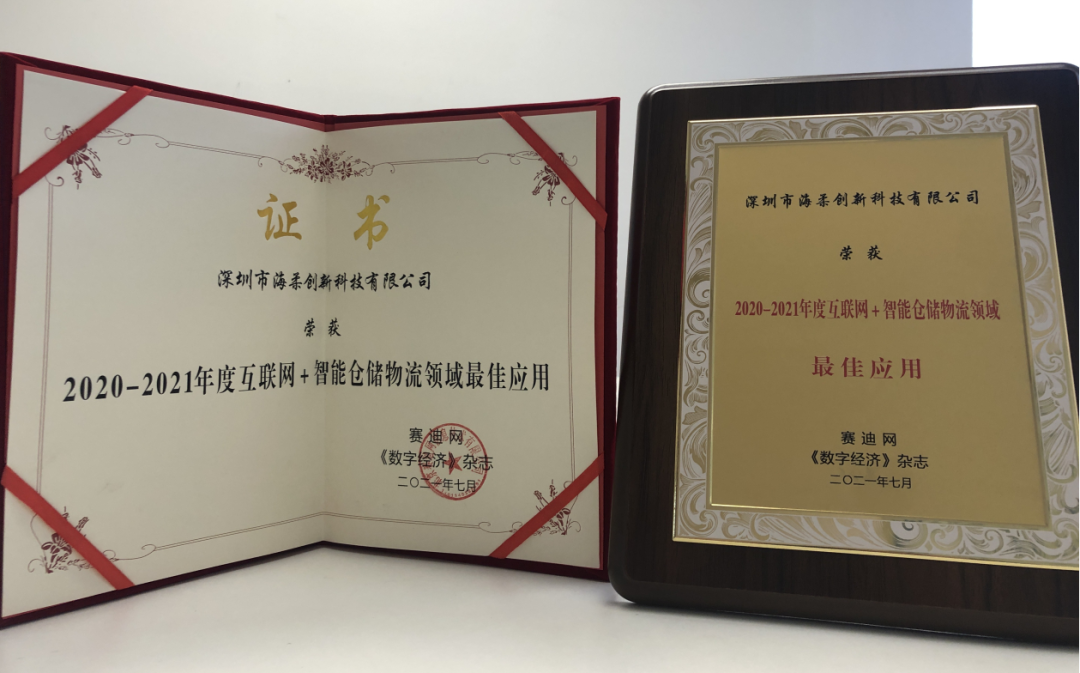 证书
深圳市海柔创新科技有限公司
荣获
2020-2021年度互联网+智能仓储物流领域最佳应用
赛迪网
《数字经济》杂志
二〇二一年七月
深圳市海柔创新科技有限公司
荣获
2020-2021年度互联网+智能仓储物流领域
最佳应用
赛迪网
《数字经济》杂志
二〇二一年七月